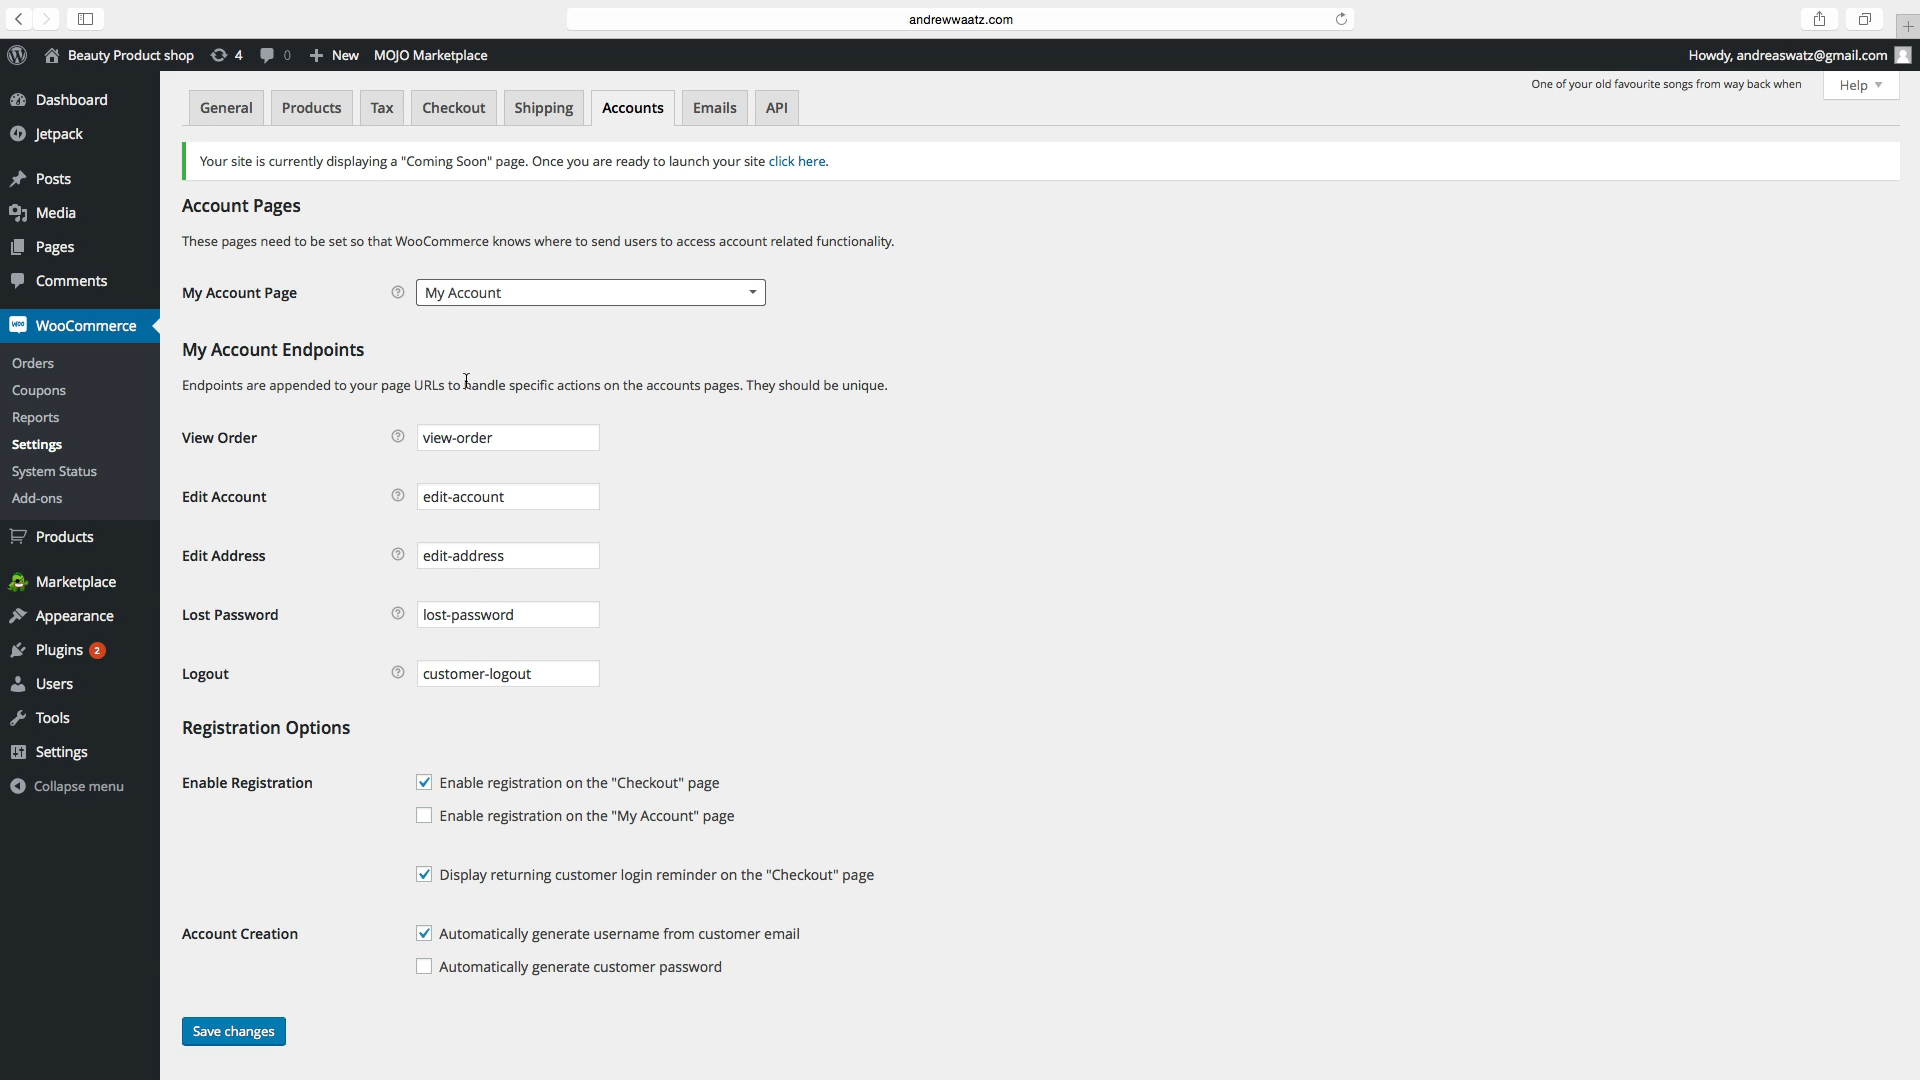 andrewwaatz.com
Beauty Product shop 4 0 New MOJO Marketplace Howdy, andreaswatz@gmail.com
One of your old favourite songs from way back when Help
General Products Tax Checkout Shipping Accounts Emails API
Dashboard
Jetpack
Posts
Media
Pages
Comments
WooCommerce
Orders
Coupons
Reports
Settings
System Status
Add-ons
Products
Marketplace
Appearance
Plugins 2
Users
Tools
Settings
Collapse menu
Your site is currently displaying a "Coming Soon" page. Once you are ready to launch your site click here.
Account Pages
These pages need to be set so that WooCommerce knows where to send users to access account related functionality.
My Account Page My Account
My Account Endpoints
Endpoints are appended to your page URLs to handle specific actions on the accounts pages. They should be unique.
View Order view-order
Edit Account edit-account
Edit Address edit-address
Lost Password lost-password
Logout customer-logout
Registration Options
Enable Registration Enable registration on the "Checkout" page
Enable registration on the "My Account" page
Display returning customer login reminder on the "Checkout" page
Account Creation Automatically generate username from customer email
Automatically generate customer password
Save changes